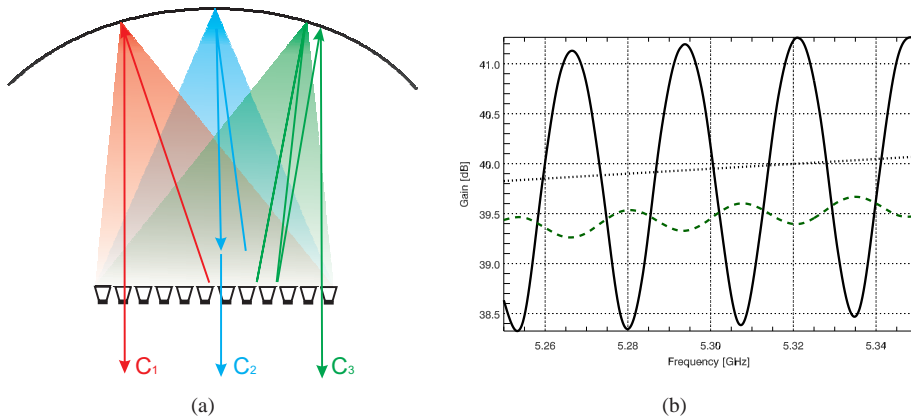 C₁
C₂
C₃
(a)
Gain [dB]
41.0
40.5
40.0
39.5
39.0
38.5
5.26
5.28
5.30
5.32
5.34
Frequency [GHz]
(b)